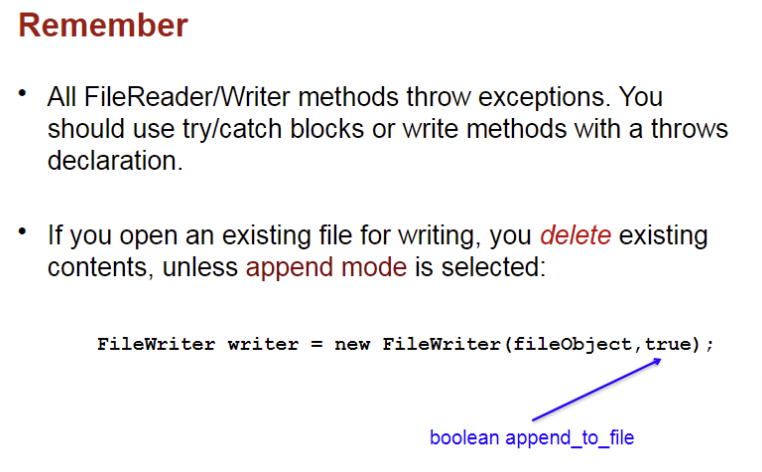 Remember
• All FileReader/Writer methods throw exceptions. You
should use try/catch blocks or write methods with a throws
declaration.
• If you open an existing file for writing, you delete existing
contents, unless append mode is selected:
FileWriter writer = new FileWriter(fileObject,true);
boolean append_to_file